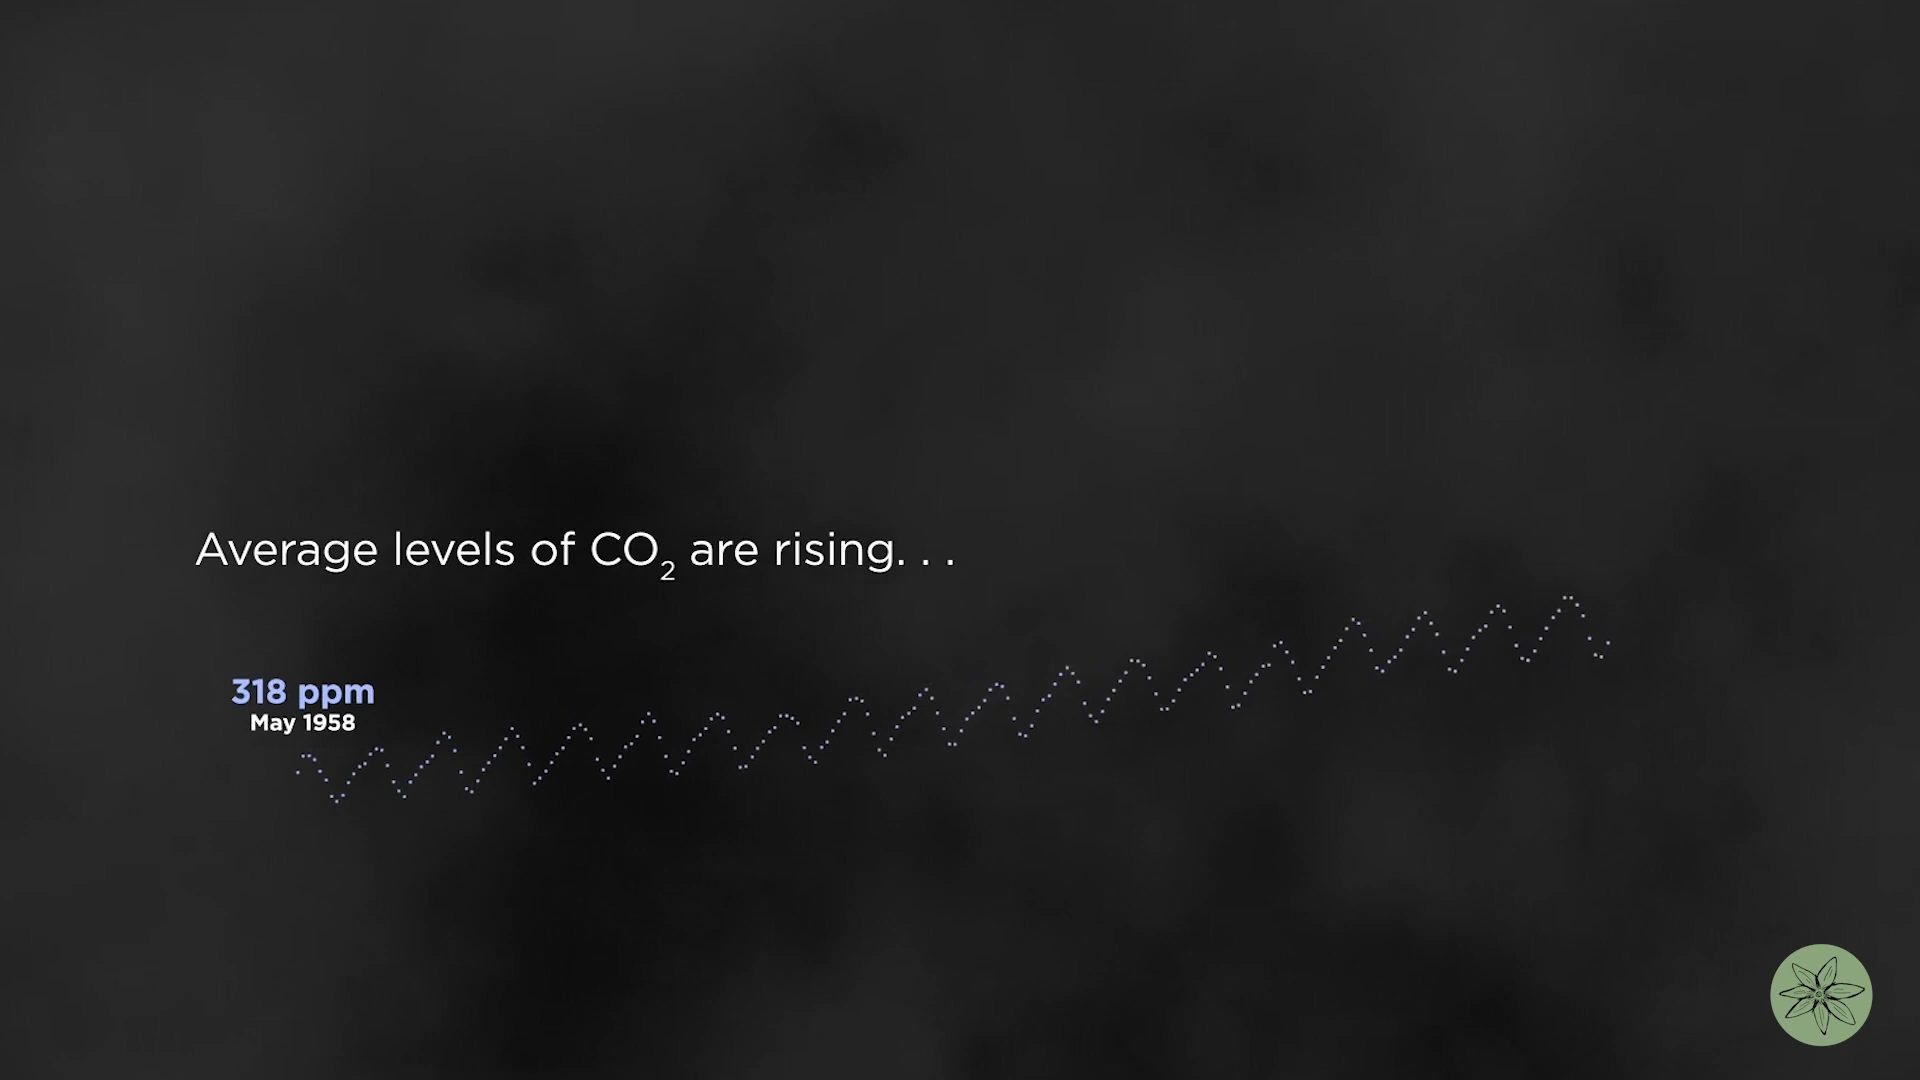 Average levels of CO₂ are rising. . .
318 ppm
May 1958